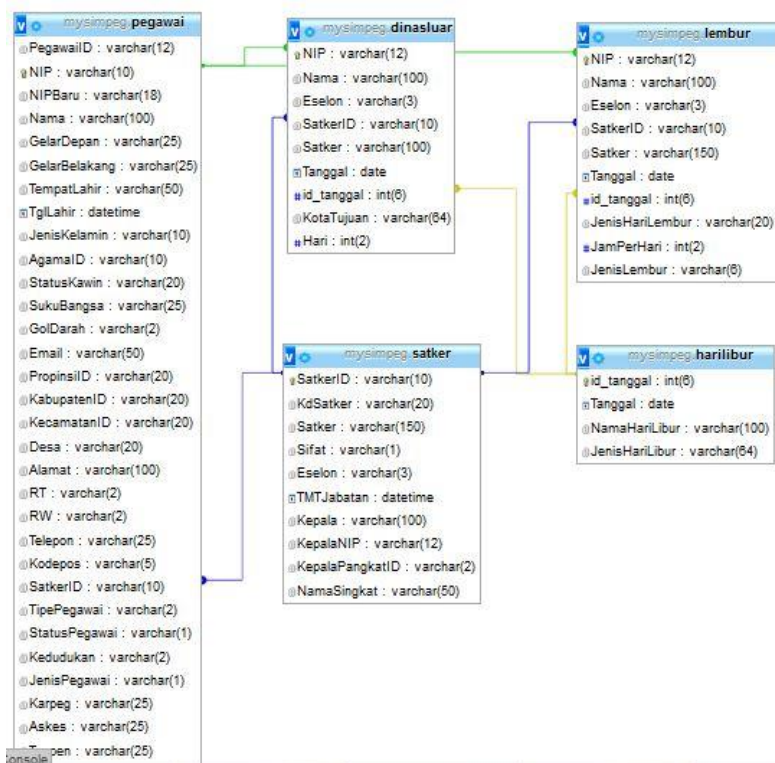 mysimpeg.pegawai
PegawaiID : varchar(12)
NIP : varchar(10)
NIPBaru : varchar(18)
Nama : varchar(100)
GelarDepan : varchar(25)
GelarBelakang : varchar(25)
TempatLahir : varchar(50)
TglLahir : datetime
JenisKelamin : varchar(10)
AgamaID : varchar(10)
StatusKawin : varchar(20)
SukuBangsa : varchar(25)
GolDarah : varchar(2)
Email : varchar(50)
PropinsiID : varchar(20)
KabupatenID : varchar(20)
KecamatanID : varchar(20)
Desa : varchar(20)
Alamat : varchar(100)
RT : varchar(2)
RW : varchar(2)
Telepon : varchar(25)
Kodepos : varchar(5)
SatkerID : varchar(10)
TipePegawai : varchar(2)
StatusPegawai : varchar(1)
Kedudukan : varchar(2)
JenisPegawai : varchar(1)
Karpeg : varchar(25)
Askes : varchar(25)
: varchar(25)
Console
mysimpeg.dinasluar
NIP : varchar(12)
Nama : varchar(100)
Eselon : varchar(3)
SatkerID : varchar(10)
Satker : varchar(100)
Tanggal : date
#id_tanggal : int(6)
KotaTujuan : varchar(64)
#Hari : int(2)
mysimpeg.lembur
NIP : varchar(12)
Nama : varchar(100)
Eselon : varchar(3)
SatkerID : varchar(10)
Satker : varchar(150)
Tanggal : date
#id_tanggal : int(6)
JenisHariLembur : varchar(20)
#JamPerHari : int(2)
JenisLembur : varchar(6)
mysimpeg.satker
SatkerID : varchar(10)
KdSatker : varchar(20)
Satker : varchar(150)
Sifat : varchar(1)
Eselon : varchar(3)
TMTJabatan : datetime
Kepala : varchar(100)
KepalaNIP : varchar(12)
KepalaPangkatID : varchar(2)
NamaSingkat : varchar(50)
mysimpeg.harilibur
id_tanggal : int(6)
Tanggal : date
NamaHariLibur : varchar(100)
JenisHariLibur : varchar(64)